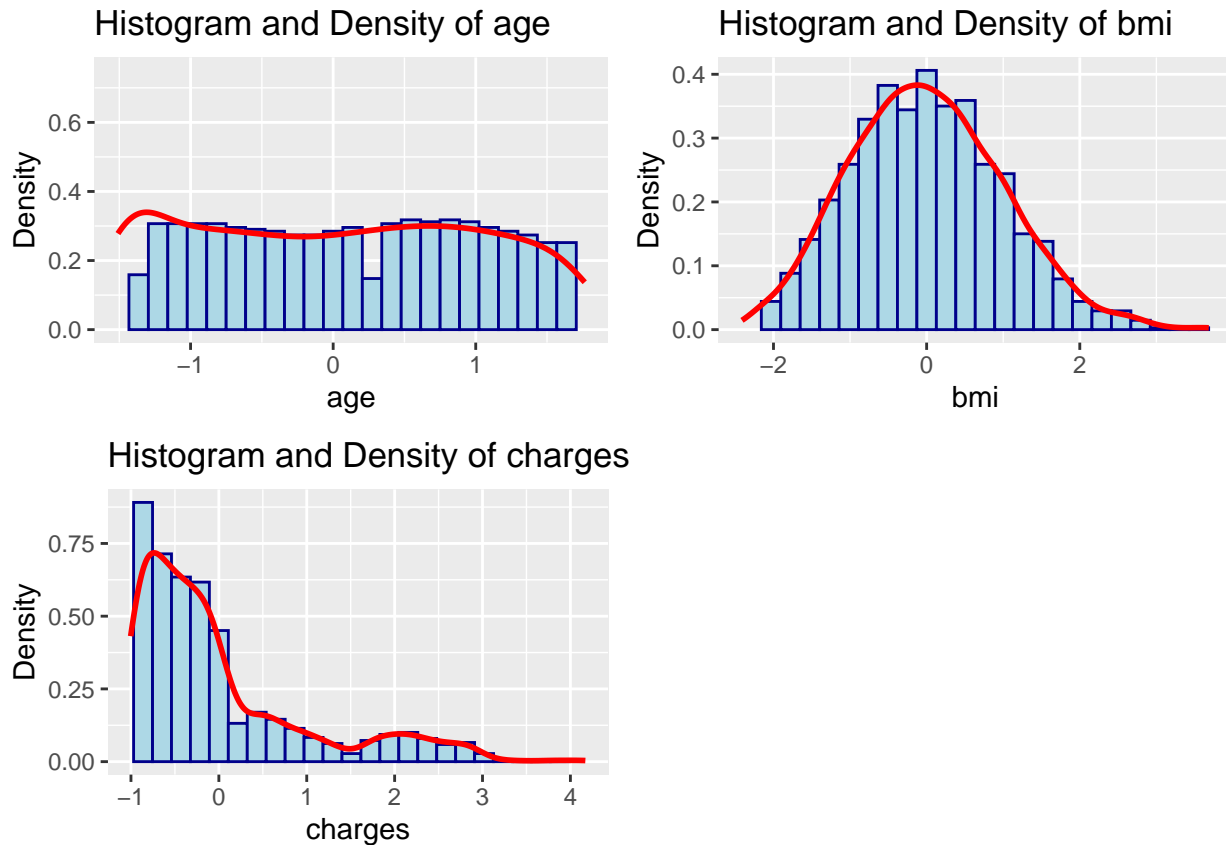 Histogram and Density of age
Density
0.0
0.2
0.4
0.6
−1
0
1
age
Histogram and Density of bmi
Density
0.0
0.1
0.2
0.3
0.4
−2
0
2
bmi
Histogram and Density of charges
Density
0.00
0.25
0.50
0.75
−1
0
1
2
3
4
charges